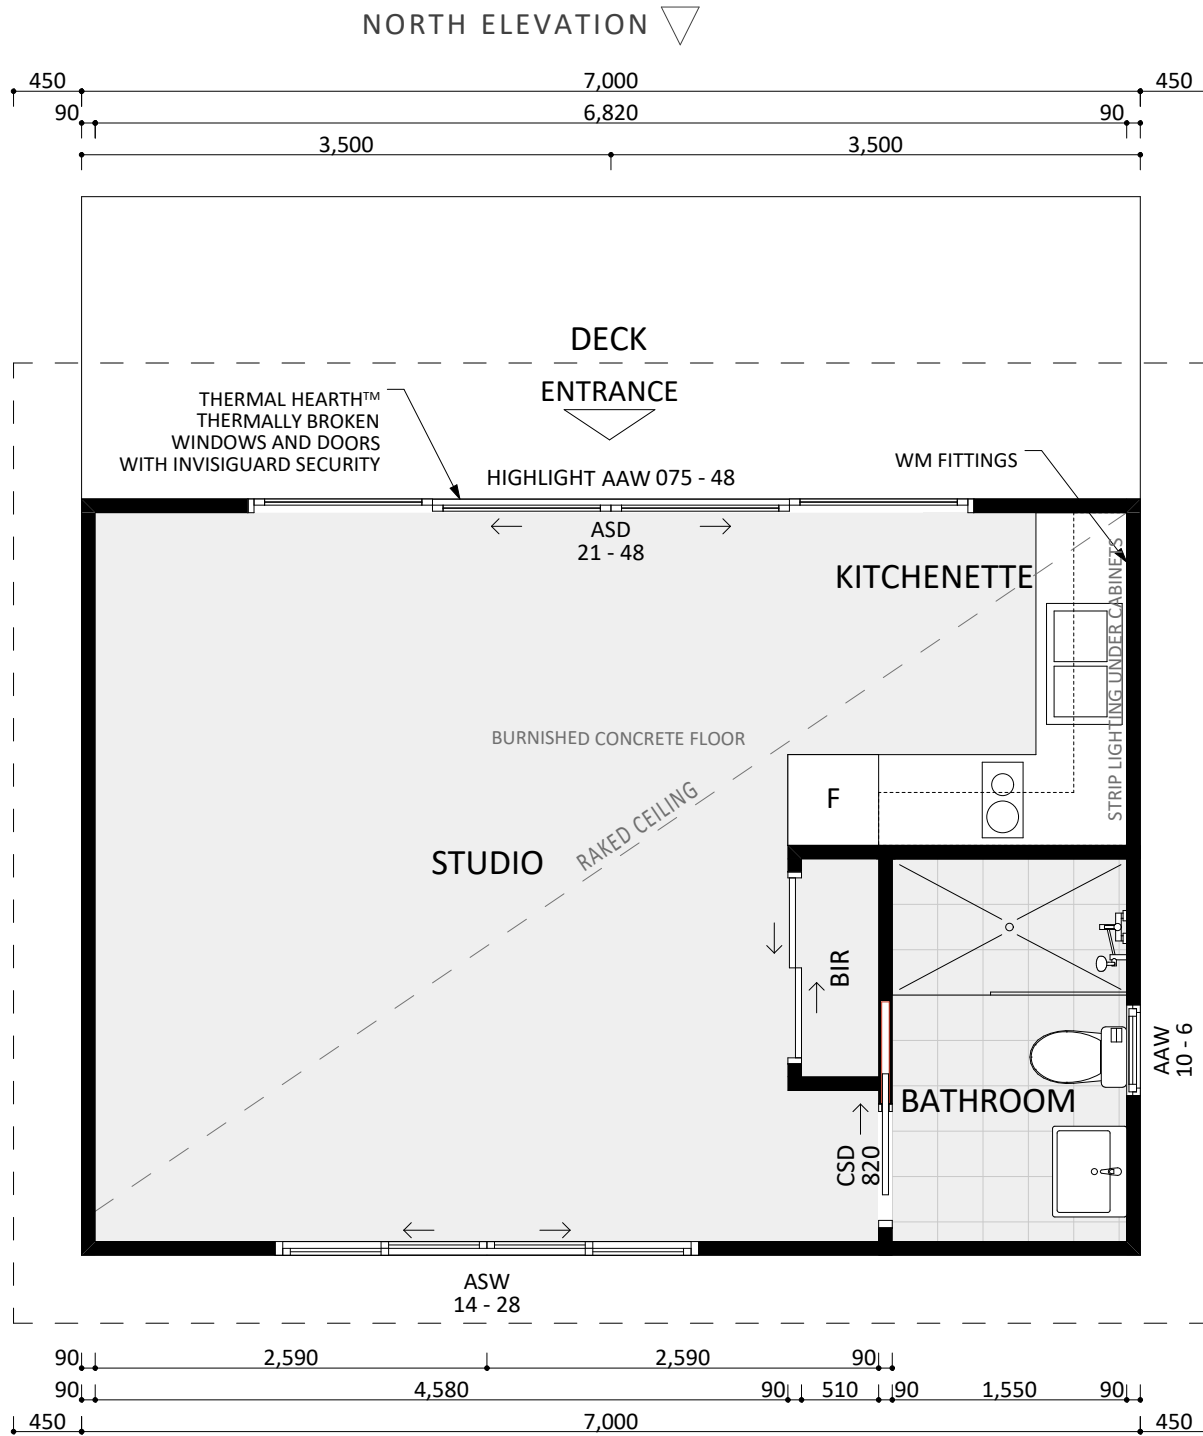 NORTH ELEVATION
450 7,000 450
90 6,820 90
3,500 3,500
DECK
ENTRANCE
THERMAL HEARTH™
THERMALLY BROKEN
WINDOWS AND DOORS
WITH INVISIGUARD SECURITY
HIGHLIGHT AAW 075 - 48
WM FITTINGS
ASD
21 - 48
KITCHENETTE
STRIP LIGHTING UNDER CABINETS
BURNISHED CONCRETE FLOOR
RAKED CEILING
F
STUDIO
BIR
AAW
10 - 6
BATHROOM
CSD
820
ASW
14 - 28
90 2,590 2,590 90
90 4,580 90 510 90 1,550 90
450 7,000 450